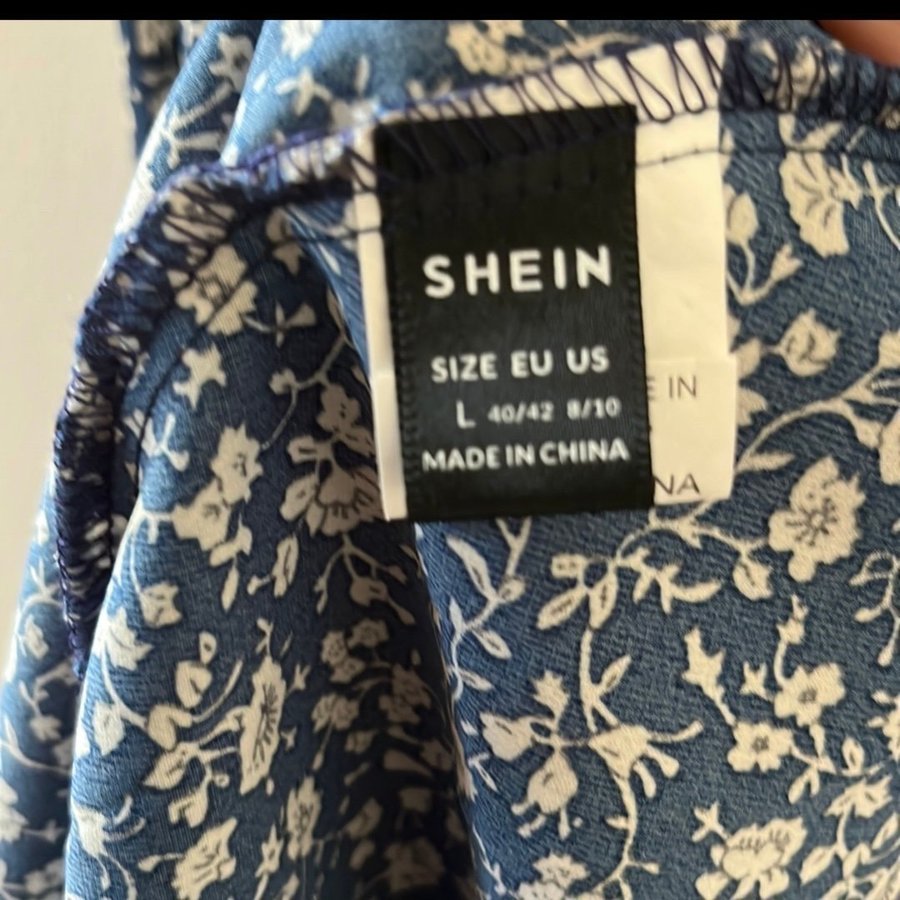 SHEIN
SIZE EU US
L 40/42 8/10
MADE IN CHINA
E IN
NA